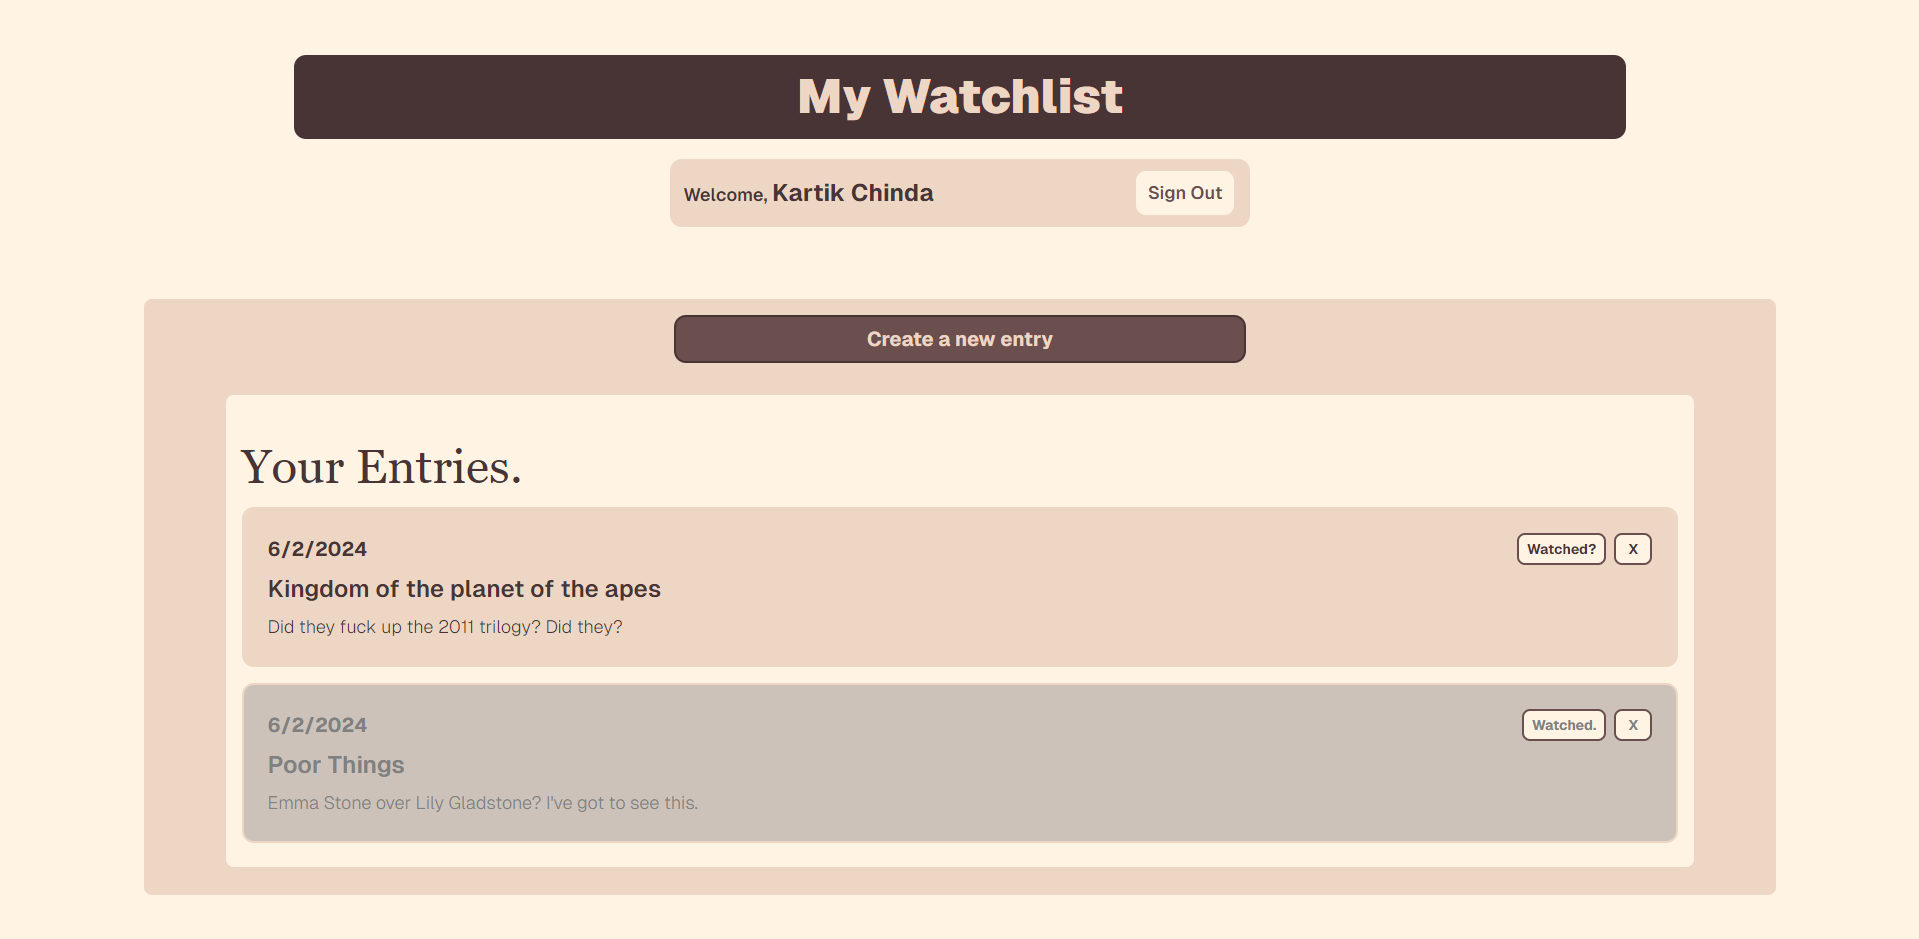 My Watchlist
Welcome, Kartik Chinda
Sign Out
Create a new entry
Your Entries.
6/2/2024
Watched?
X
Kingdom of the planet of the apes
Did they fuck up the 2011 trilogy? Did they?
6/2/2024
Watched.
X
Poor Things
Emma Stone over Lily Gladstone? I've got to see this.